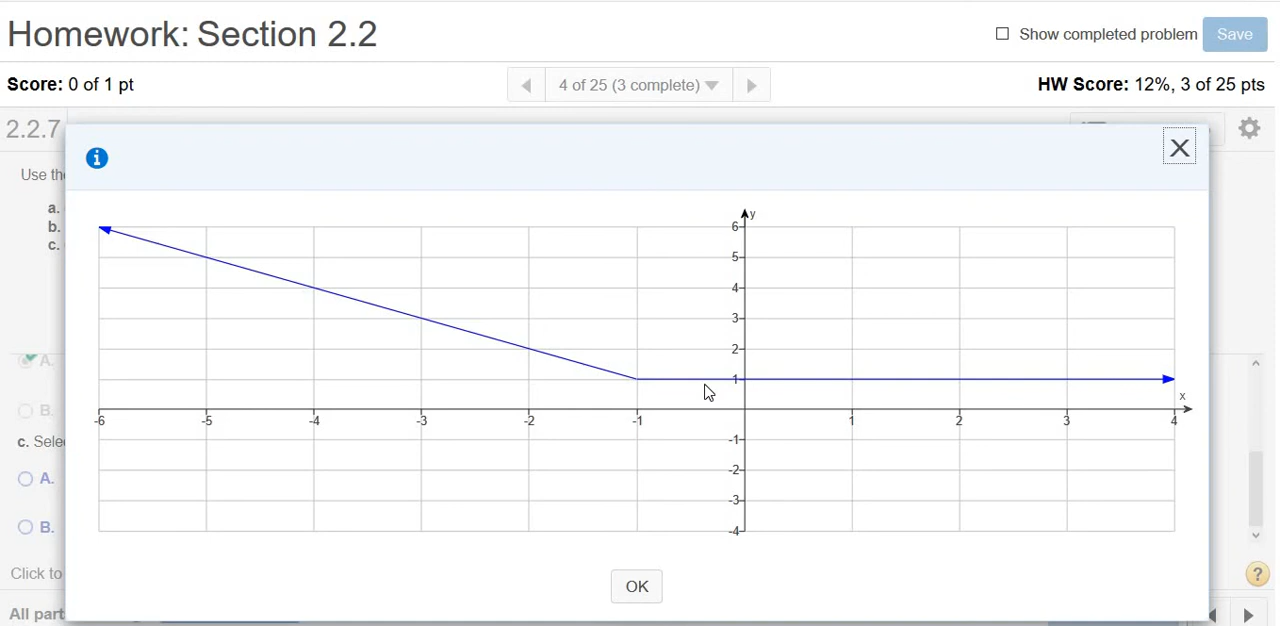 Homework: Section 2.2
Show completed problem
Save
Score: 0 of 1 pt
4 of 25 (3 complete)
HW Score: 12%, 3 of 25 pts
2.2.7
Use
a.
b.
c.
y
6
5
4
3
2
1
x
-6 -5 -4 -3 -2 -1 1 2 3 4
-1
-2
-3
-4
A.
B.
c. Sele
A.
B.
Click to
OK
?
All part